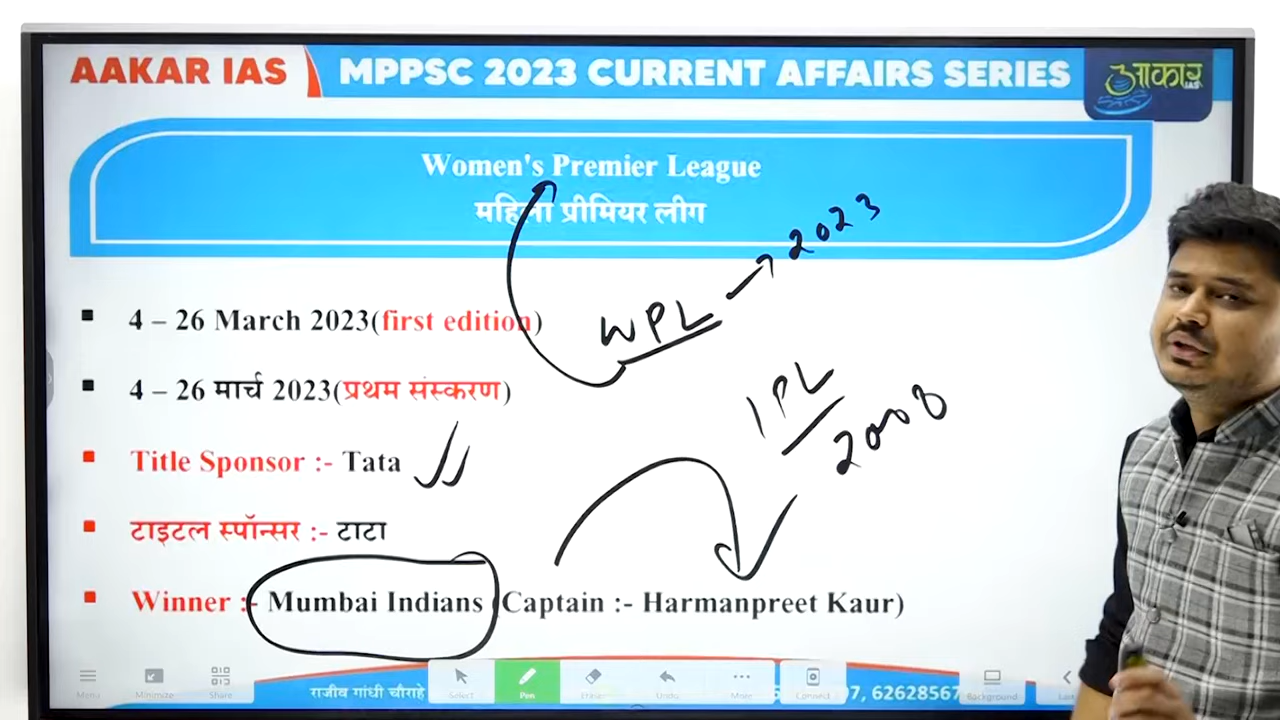 AAKAR IAS
MPPSC 2023 CURRENT AFFAIRS SERIES
आकार
IAS
Women's Premier League
महिला प्रीमियर लीग
WPL → 2023
4 – 26 March 2023(first edition)
IPL
2008
4 – 26 मार्च 2023(प्रथम संस्करण)
Title Sponsor :- Tata
टाइटल स्पॉन्सर :- टाटा
Winner :- Mumbai Indians (Captain :- Harmanpreet Kaur)
Menu
Minimize
Share
Select
Pen
Eraser
Undo
More
Connect
Background
राजीव गांधी चौराहे
62628567